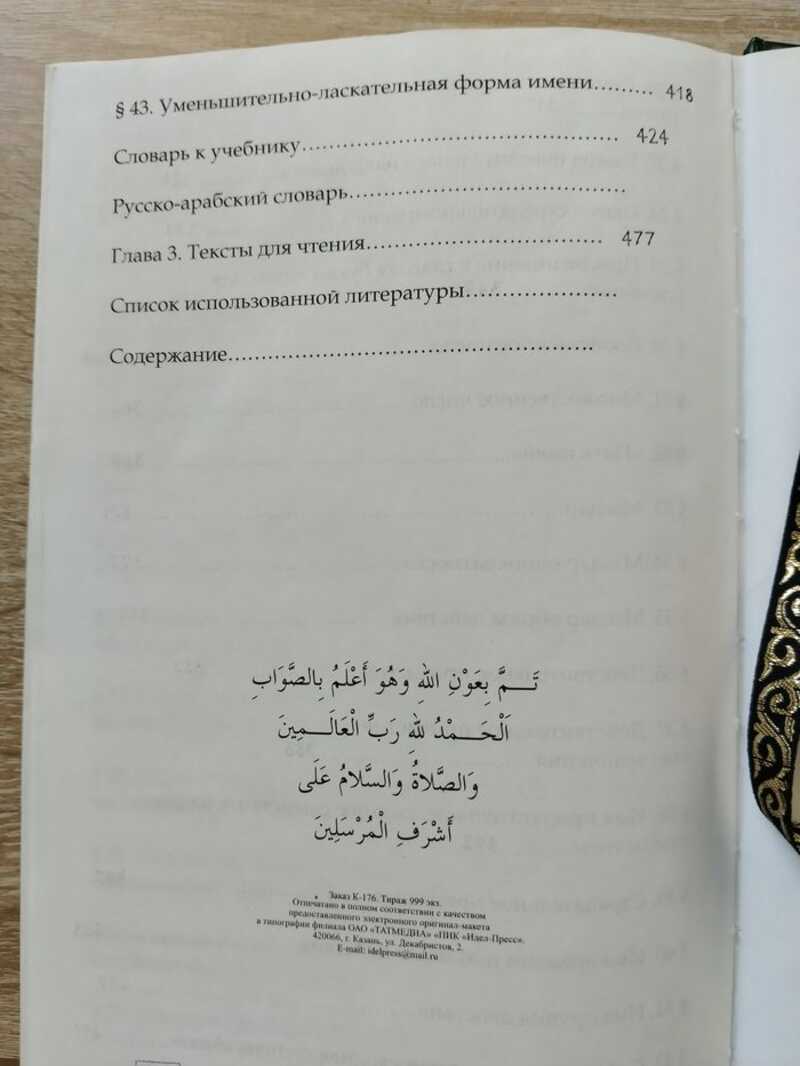 § 43. Уменьшительно-ласкательная форма имени......... 418
Словарь к учебнику................................................ 424
Русско-арабский словарь..........................................
Глава 3. Тексты для чтения.................................... 477
Список использованной литературы.......................
Содержание......................................................
تَـــمَّ بِعَوْنِ اللهِ وَهُوَ أَعْلَمُ بِالصَّوَابِ
اَلْحَـــمْدُ للهِ رَبِّ الْعَالَـــمِينَ
وَالصَّلَاةُ وَالسَّلَامُ عَلَى
أَشْرَفِ الْمُرْسَلِينَ
Заказ К-176. Тираж 999 экз.
Отпечатано в полном соответствии с качеством
предоставленного электронного оригинал-макета
в типографии филиала ОАО «ТАТМЕДИА» «ПИК «Идел-Пресс».
420066, г. Казань, ул. Декабристов, 2.
E-mail: idelpress@mail.ru